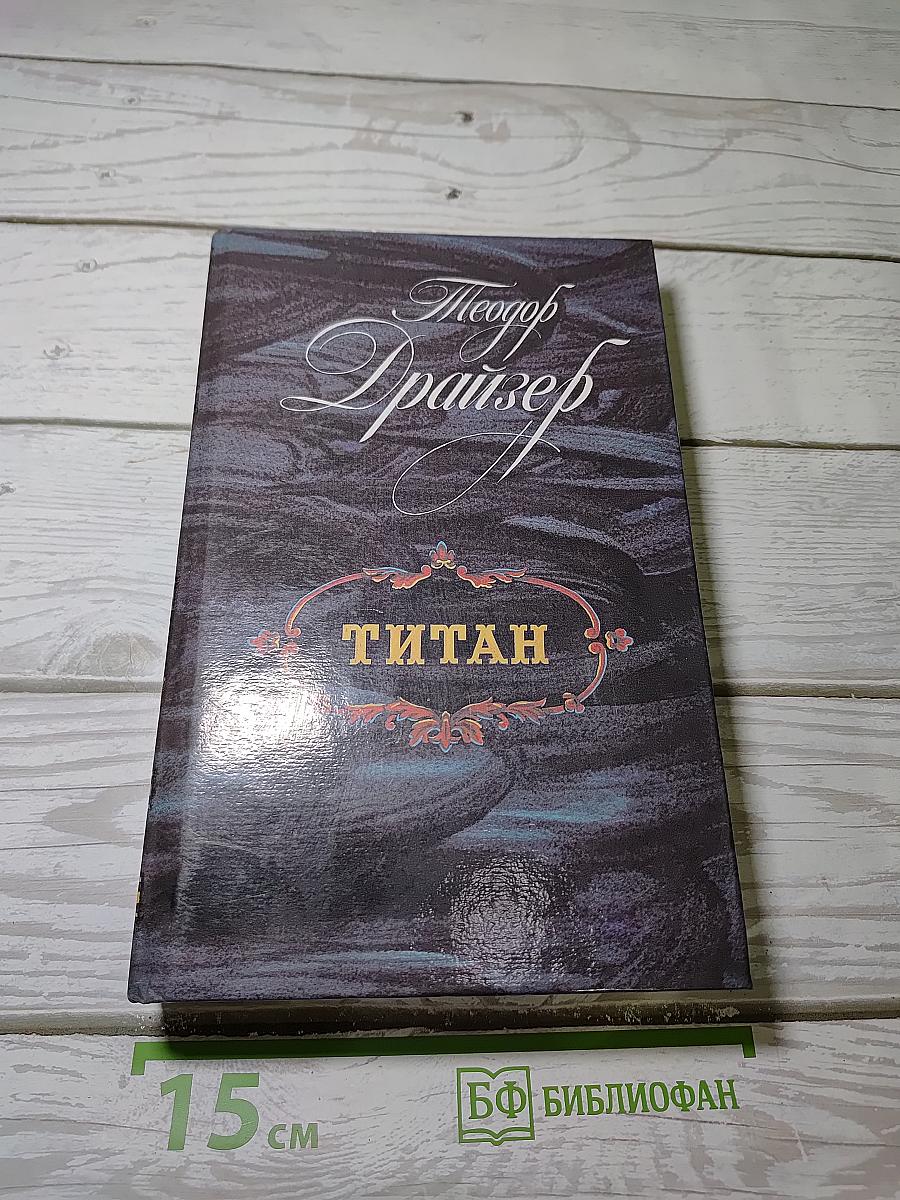 Теодор
Драйзер
ТИТАН
15 см
БФ БИБЛИОФАН